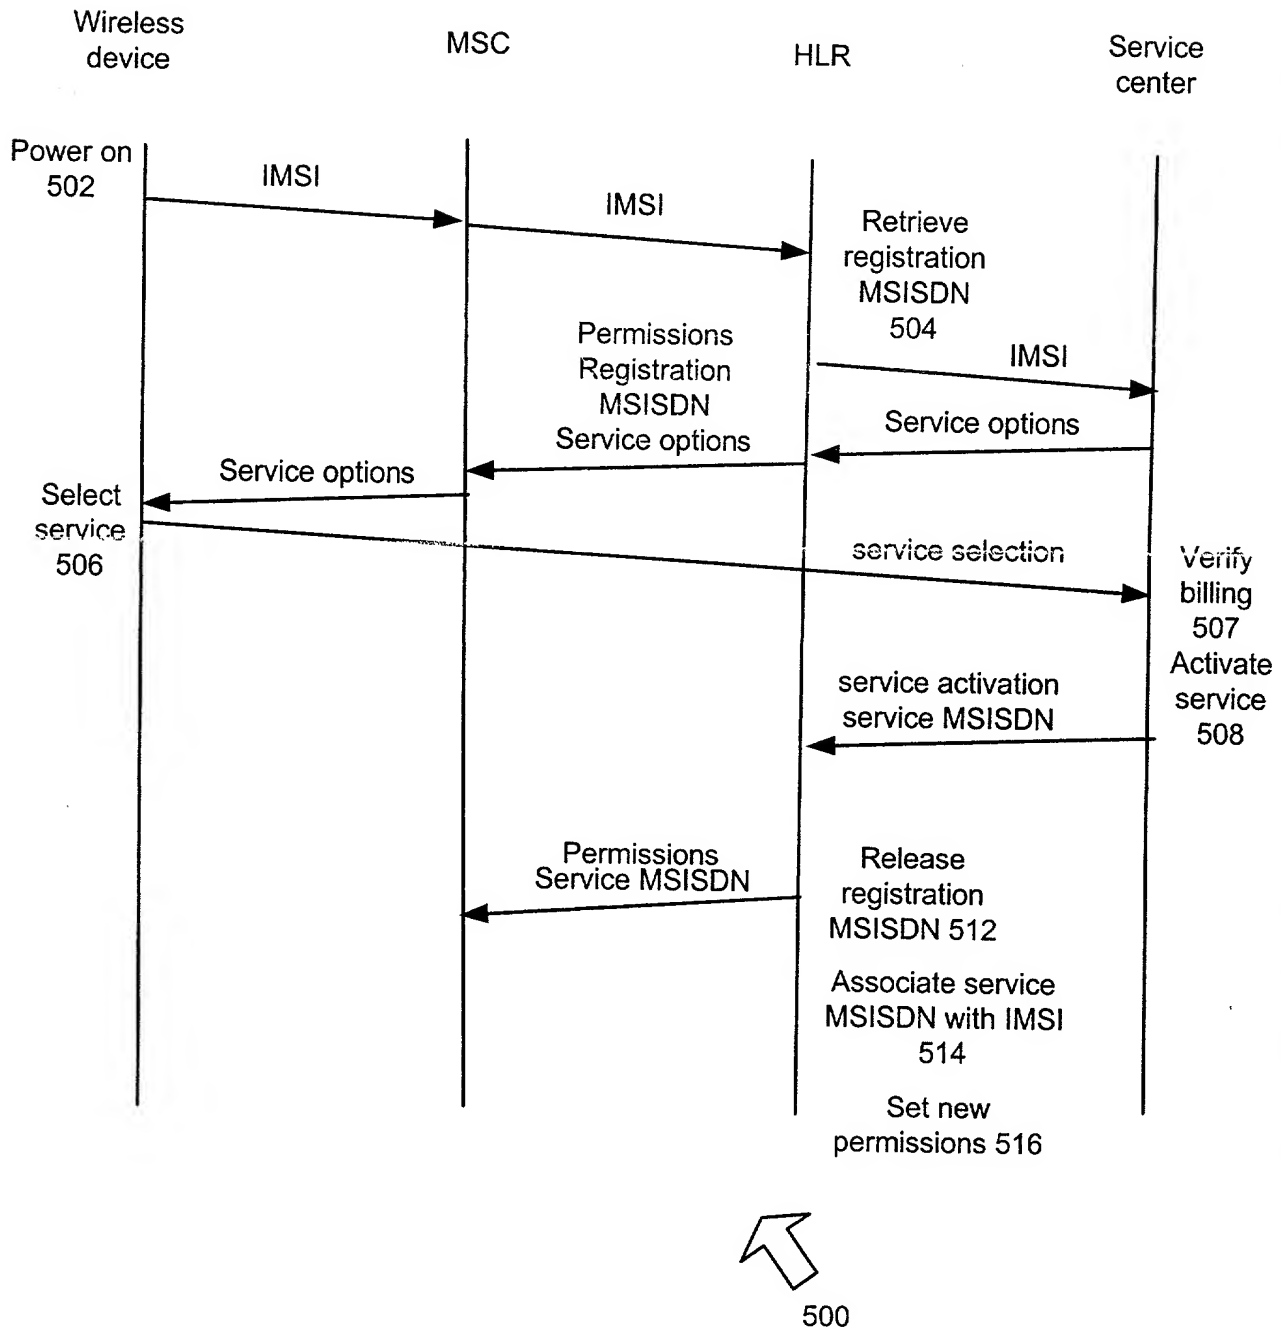 Wireless
device
MSC
HLR
Service
center
Power on
502
IMSI
IMSI
Retrieve
registration
MSISDN
504
Permissions
Registration
MSISDN
Service options
IMSI
Service options
Service options
Select
service
506
service selection
Verify
billing
507
Activate
service
508
service activation
service MSISDN
Permissions
Service MSISDN
Release
registration
MSISDN 512
Associate service
MSISDN with IMSI
514
Set new
permissions 516
500